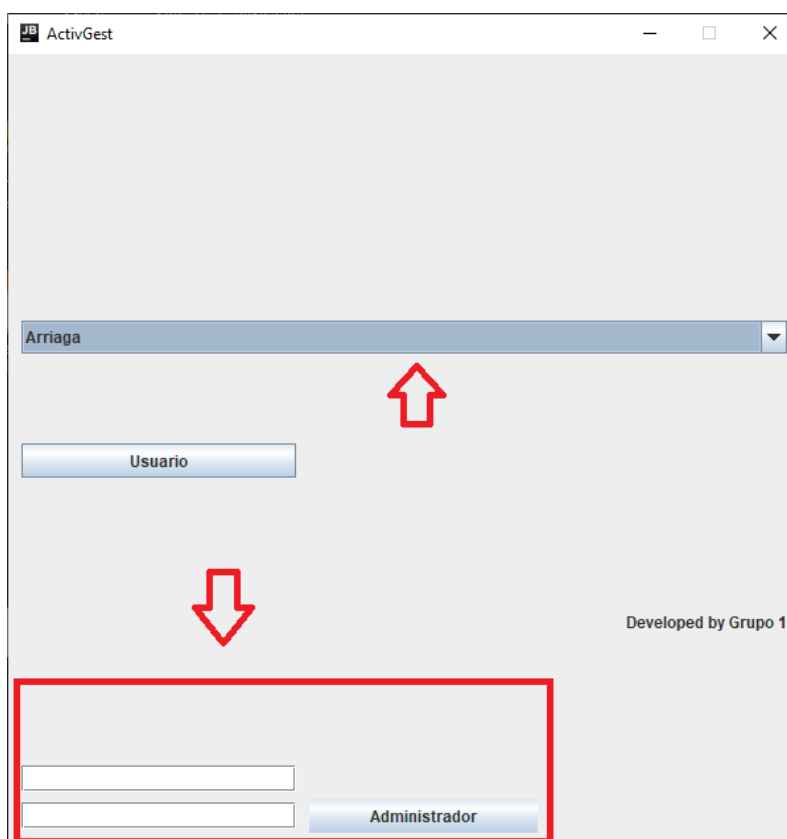 JB ActivGest
Arriaga
Usuario
Developed by Grupo 1
Administrador